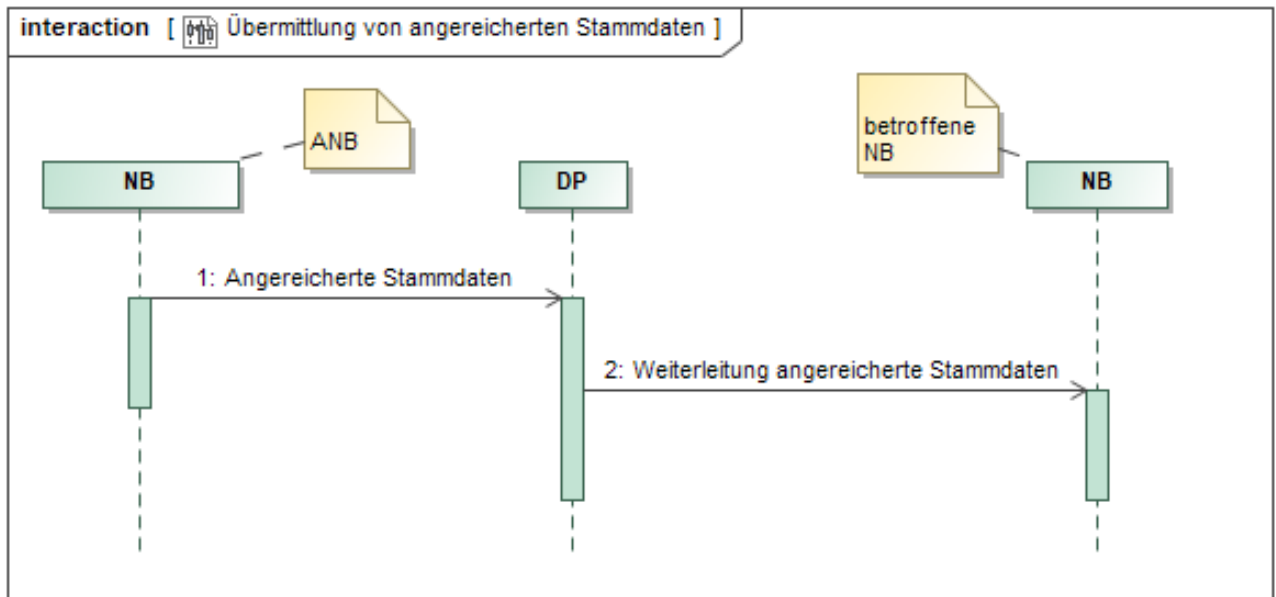 interaction [ Übermittlung von angereicherten Stammdaten ]
ANB
betroffene
NB
NB
DP
NB
1: Angereicherte Stammdaten
2: Weiterleitung angereicherte Stammdaten